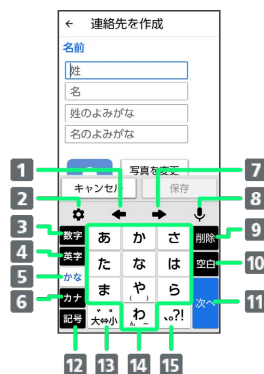 ← 連絡先を作成
名前
姓
名
姓のよみがな
名のよみがな
写真を変更
キャンセル 保存
1 7
2 8
← →
3 数字 あ か さ 削除 9
4 英字 た な は 空白 10
5 かな ま や ( ) ら 次へ 11
6 カナ
記号 大⇔小 わ ん ー 、。?!
12 13 14 15